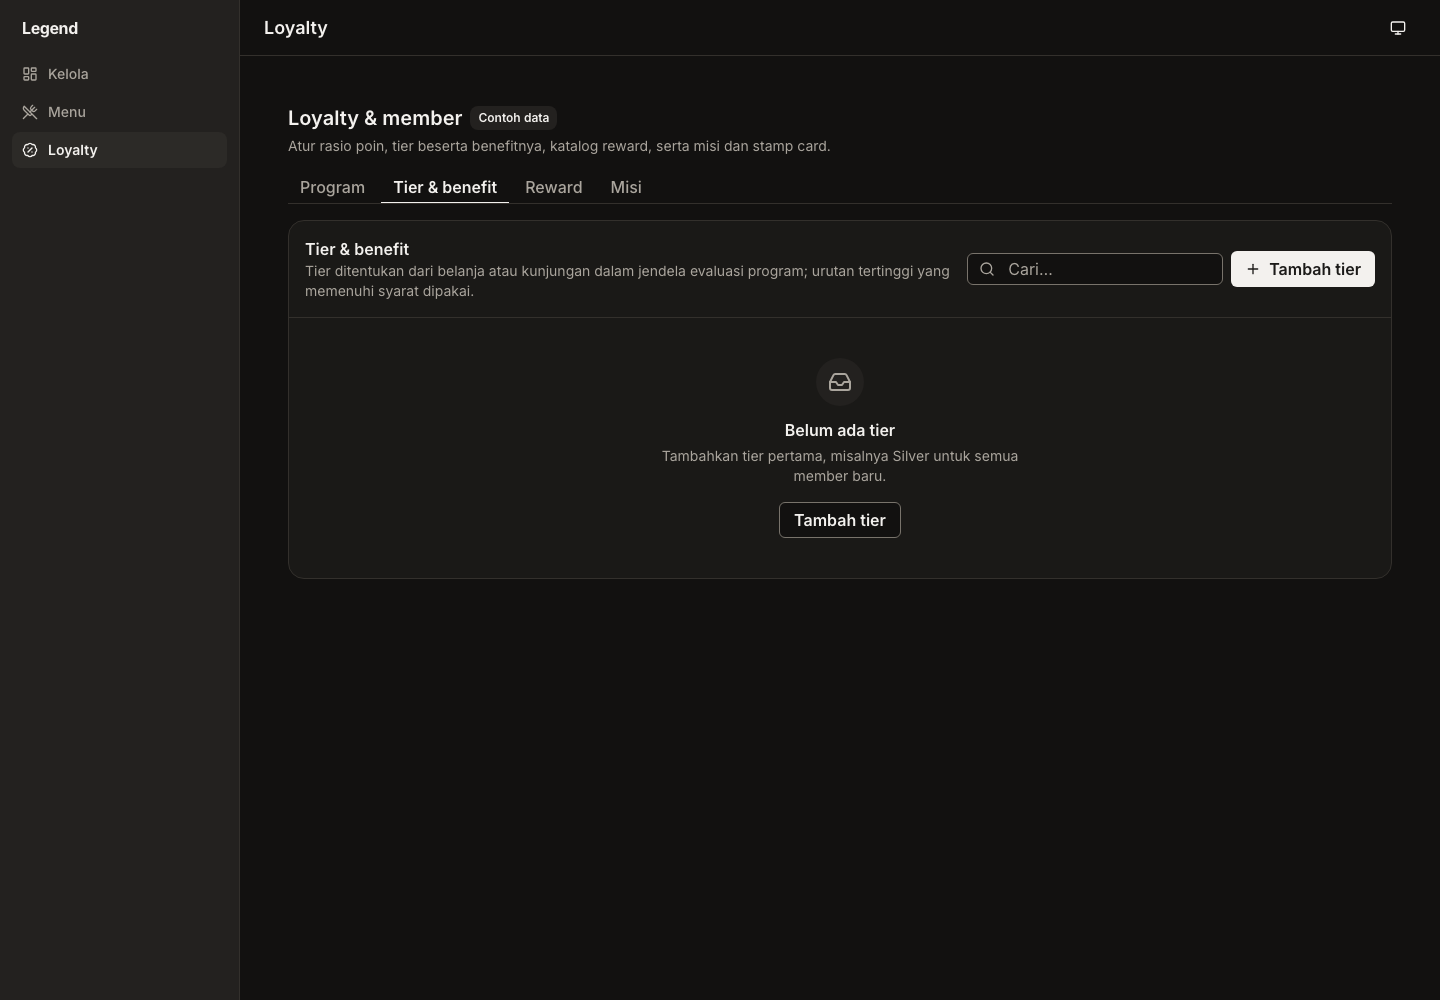 Legend
Kelola
Menu
Loyalty
Loyalty
Loyalty & member
Contoh data
Atur rasio poin, tier beserta benefitnya, katalog reward, serta misi dan stamp card.
Program
Tier & benefit
Reward
Misi
Tier & benefit
Tier ditentukan dari belanja atau kunjungan dalam jendela evaluasi program; urutan tertinggi yang
memenuhi syarat dipakai.
Cari...
Tambah tier
Belum ada tier
Tambahkan tier pertama, misalnya Silver untuk semua
member baru.
Tambah tier